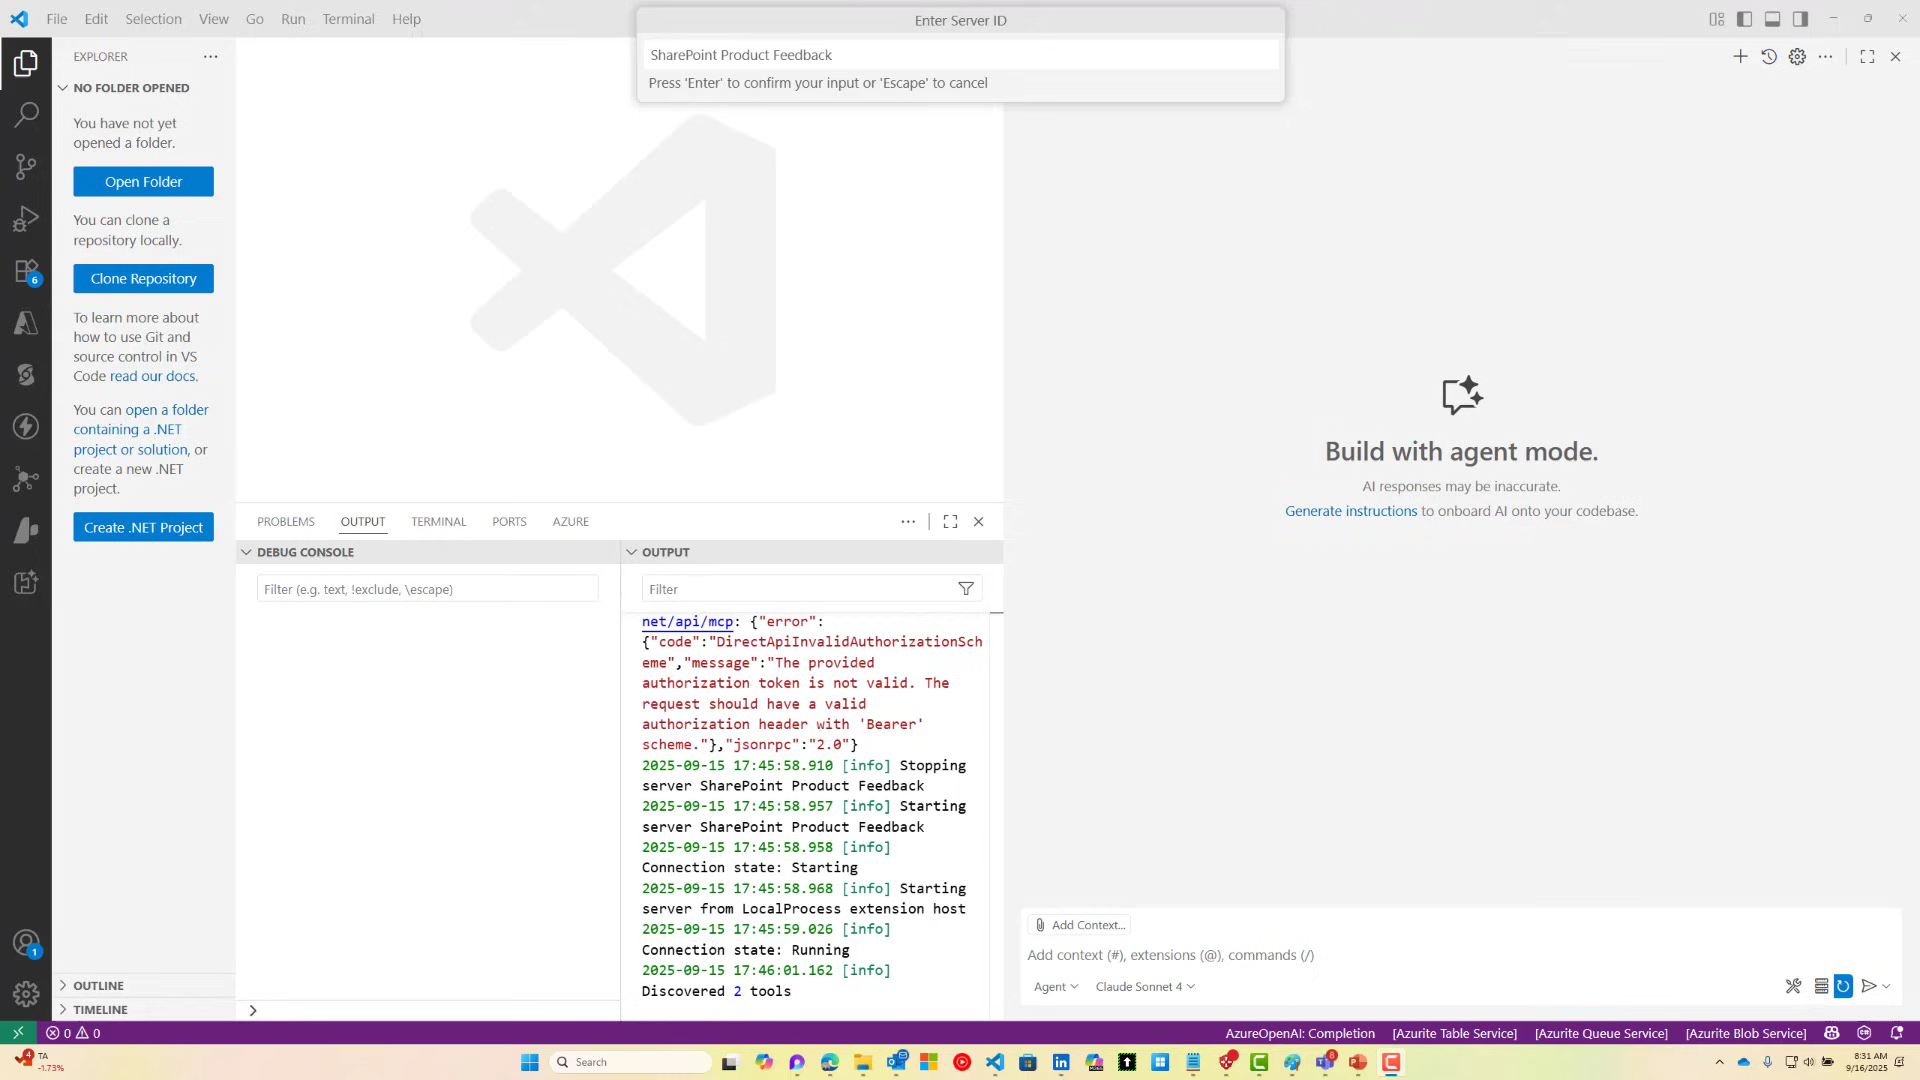 File Edit Selection View Go Run Terminal Help
Enter Server ID
SharePoint Product Feedback
Press 'Enter' to confirm your input or 'Escape' to cancel
EXPLORER
NO FOLDER OPENED
You have not yet
opened a folder.
Open Folder
You can clone a
repository locally.
Clone Repository
To learn more about
how to use Git and
source control in VS
Code read our docs.
You can open a folder
containing a .NET
project or solution, or
create a new .NET
project.
Create .NET Project
OUTLINE
TIMELINE
6
1
PROBLEMS OUTPUT TERMINAL PORTS AZURE
DEBUG CONSOLE
Filter (e.g. text, !exclude, \escape)
OUTPUT
Filter
net/api/mcp: {"error":
{"code":"DirectApiInvalidAuthorizationSch
eme","message":"The provided
authorization token is not valid. The
request should have a valid
authorization header with 'Bearer'
scheme."},"jsonrpc":"2.0"}
2025-09-15 17:45:58.910 [info] Stopping
server SharePoint Product Feedback
2025-09-15 17:45:58.957 [info] Starting
server SharePoint Product Feedback
2025-09-15 17:45:58.958 [info]
Connection state: Starting
2025-09-15 17:45:58.968 [info] Starting
server from LocalProcess extension host
2025-09-15 17:45:59.026 [info]
Connection state: Running
2025-09-15 17:46:01.162 [info]
Discovered 2 tools
Build with agent mode.
AI responses may be inaccurate.
Generate instructions to onboard AI onto your codebase.
Add Context...
Add context (#), extensions (@), commands (/)
Agent Claude Sonnet 4
0 0
AzureOpenAI: Completion [Azurite Table Service] [Azurite Queue Service] [Azurite Blob Service]
TA
-1.73%
Search
8:31 AM
9/16/2025